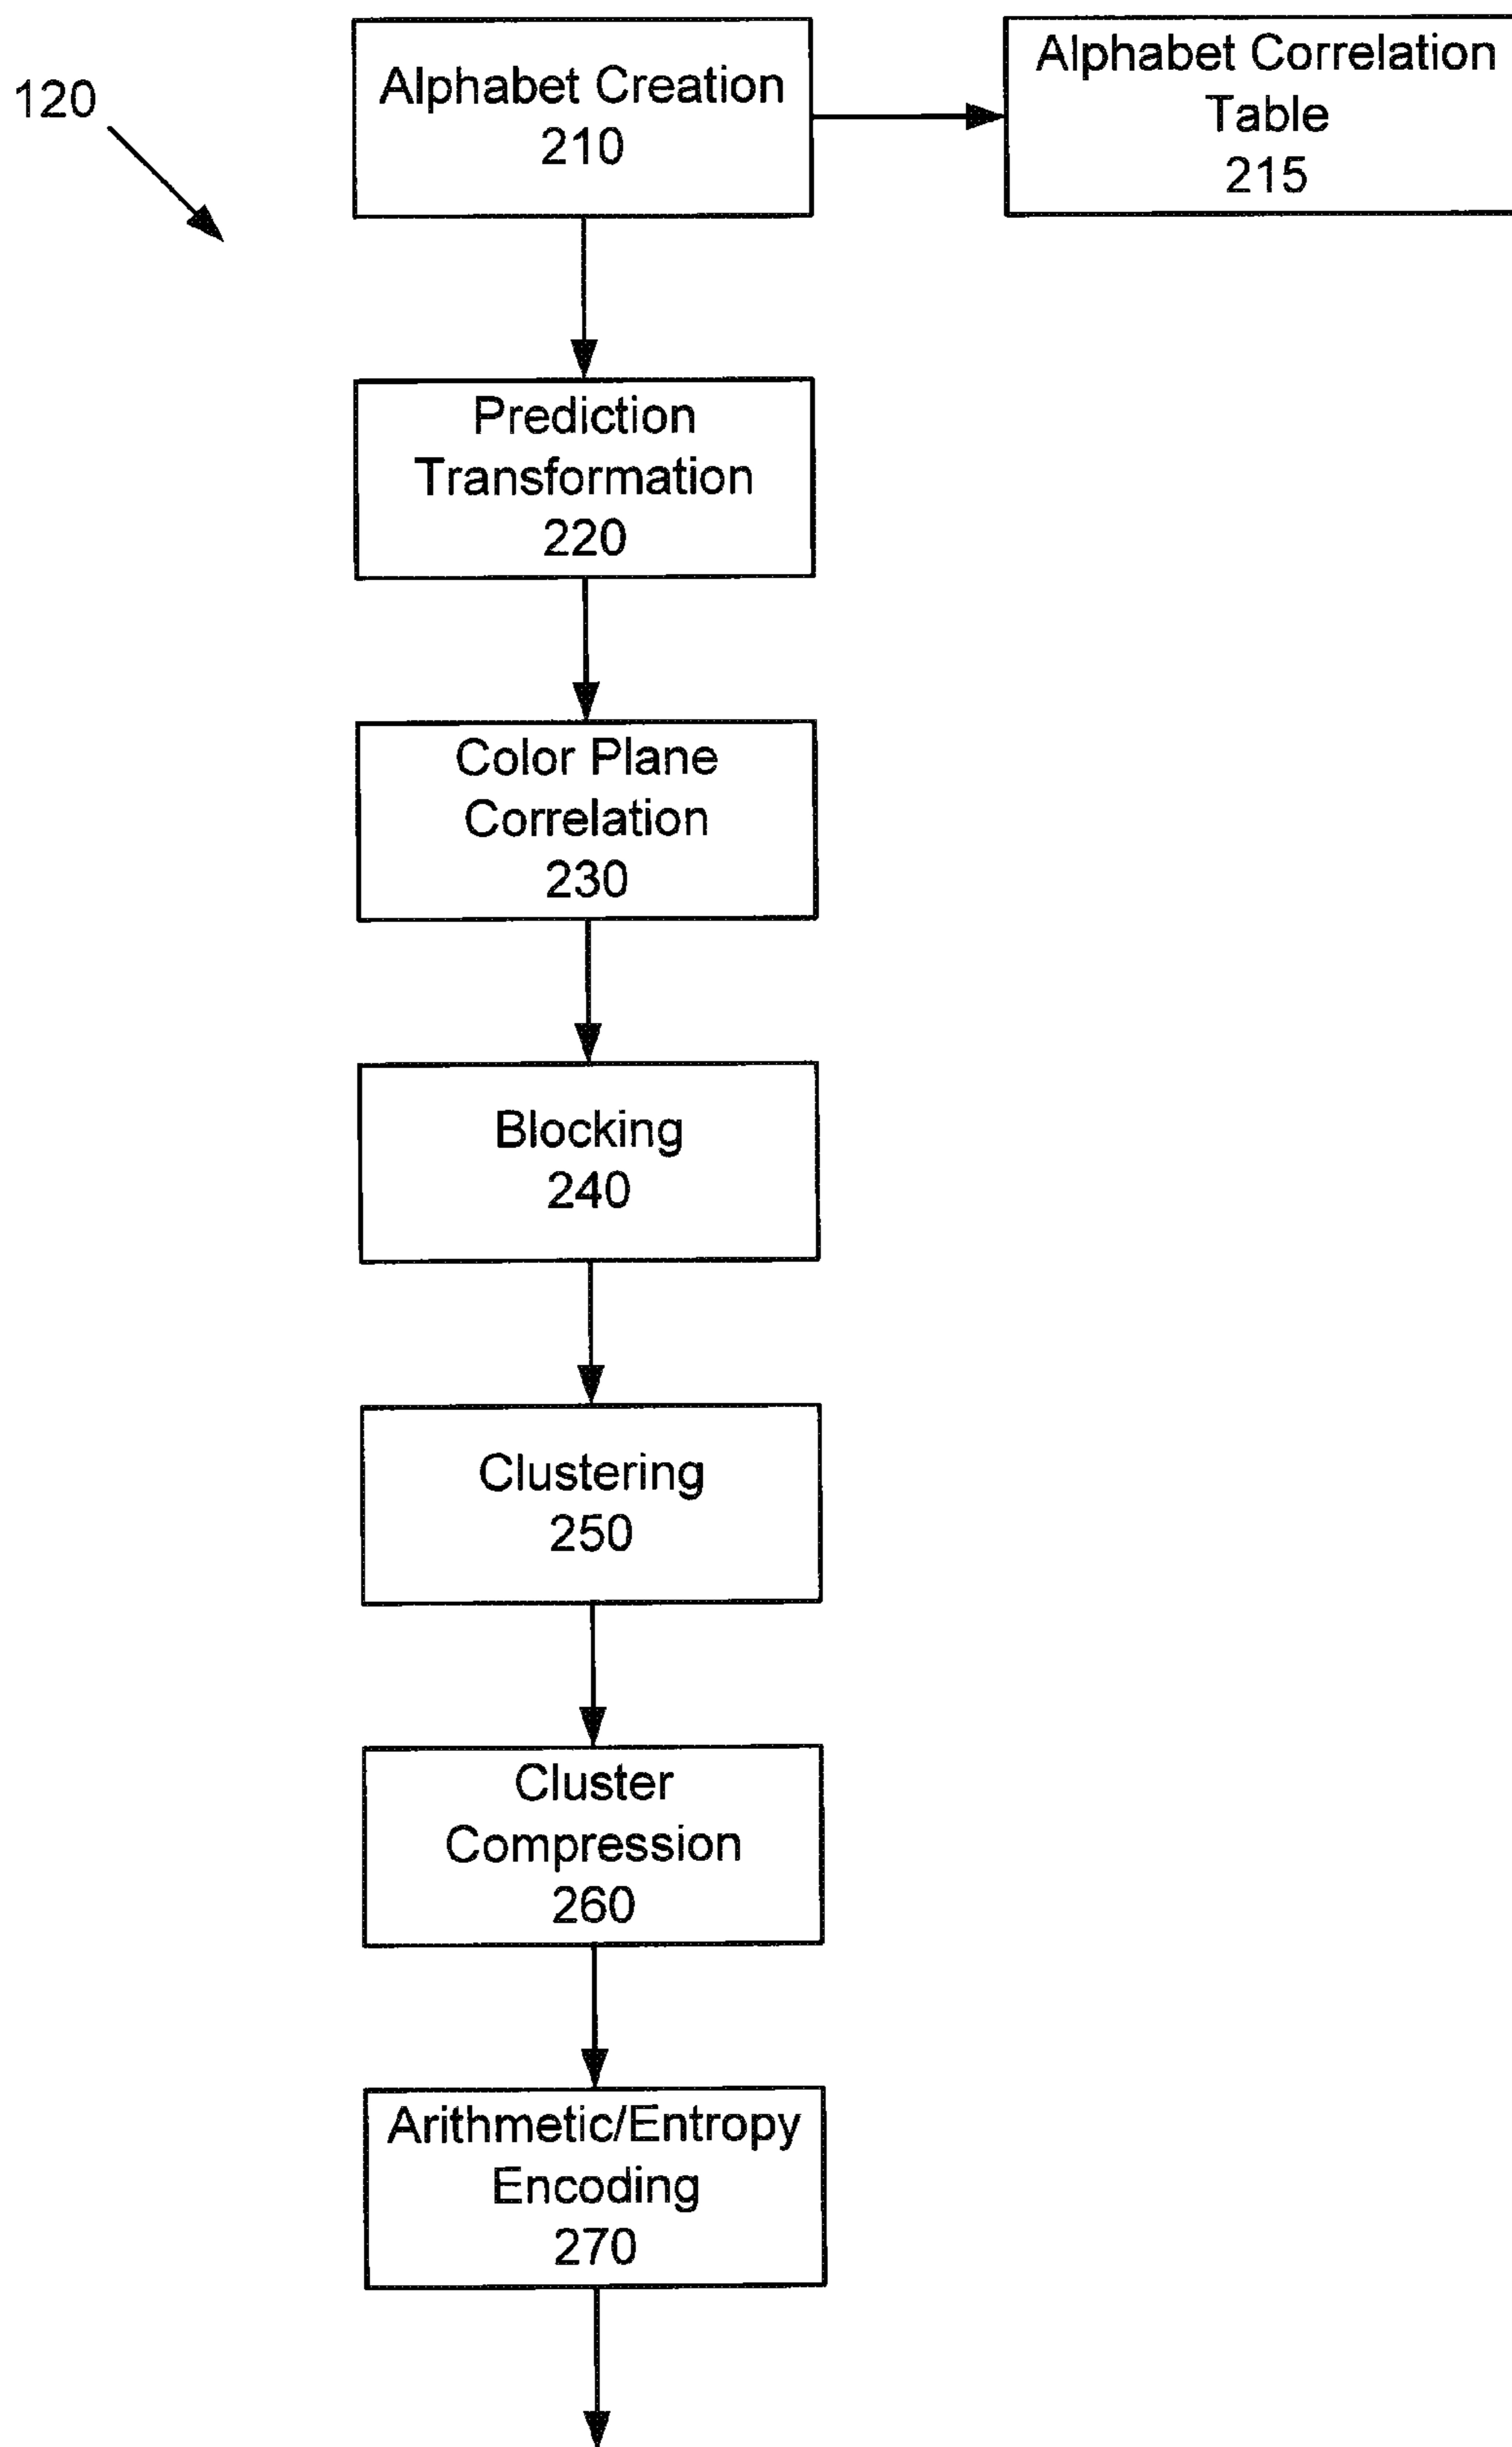 120
Alphabet Creation
210
Alphabet Correlation
Table
215
Prediction
Transformation
220
Color Plane
Correlation
230
Blocking
240
Clustering
250
Cluster
Compression
260
Arithmetic/Entropy
Encoding
270